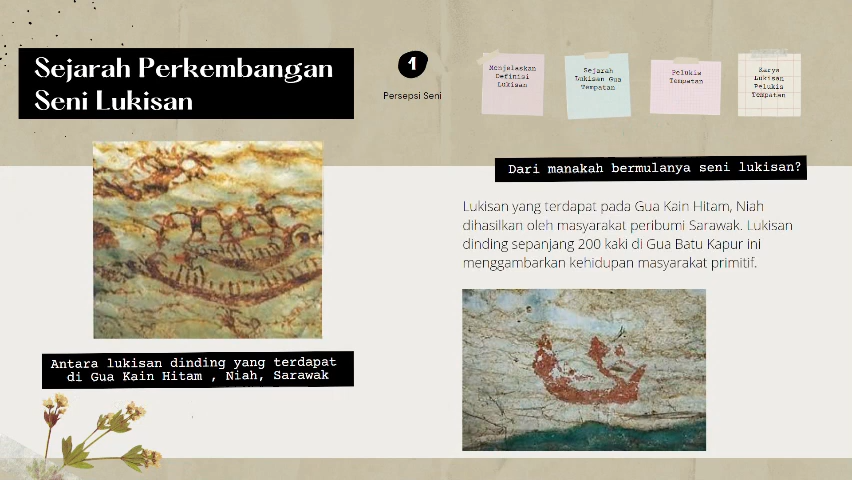 Sejarah Perkembangan
Seni Lukisan
1
Persepsi Seni
Menjelaskan
Definisi
Lukisan
Sejarah
Lukisan Gua
Tempatan
Pelukis
Tempatan
Karya
Lukisan
Pelukis
Tempatan
Dari manakah bermulanya seni lukisan?
Lukisan yang terdapat pada Gua Kain Hitam, Niah
dihasilkan oleh masyarakat peribumi Sarawak. Lukisan
dinding sepanjang 200 kaki di Gua Batu Kapur ini
menggambarkan kehidupan masyarakat primitif.
Antara lukisan dinding yang terdapat
di Gua Kain Hitam , Niah, Sarawak